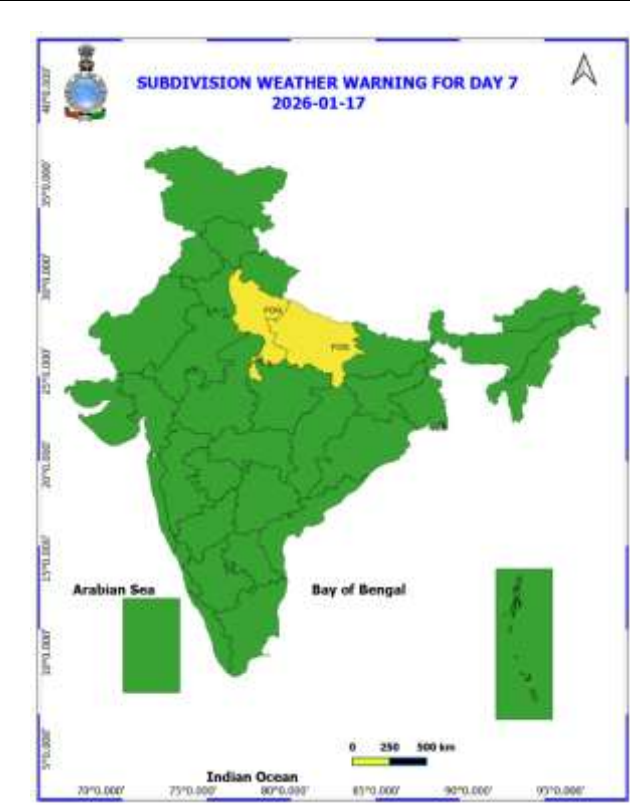 SUBDIVISION WEATHER WARNING FOR DAY 7
2026-01-17
40°0.000'
35°0.000'
30°0.000'
FOG
FOG
25°0.000'
20°0.000'
15°0.000'
Arabian Sea
Bay of Bengal
10°0.000'
5°0.000'
0 250 500 km
Indian Ocean
70°0.000' 75°0.000' 80°0.000' 85°0.000' 90°0.000' 95°0.000'